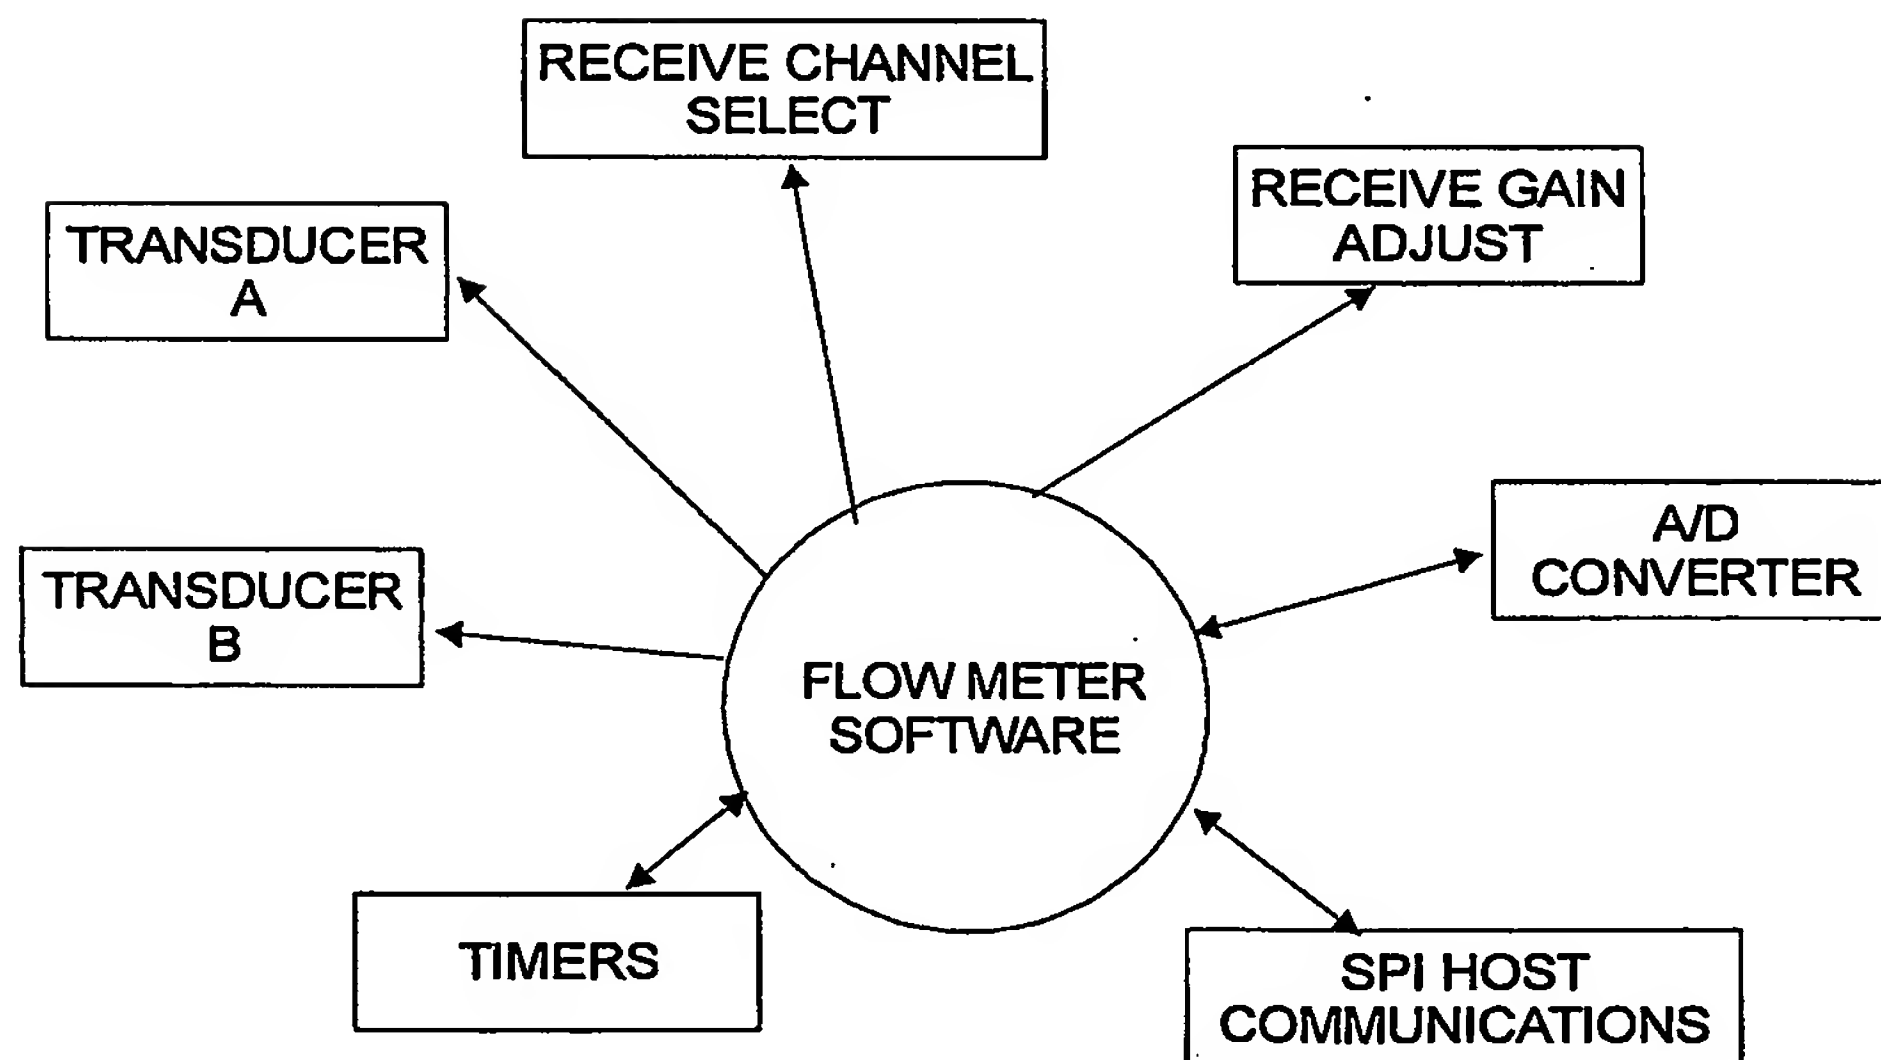 RECEIVE CHANNEL
SELECT
RECEIVE GAIN
ADJUST
TRANSDUCER
A
A/D
CONVERTER
TRANSDUCER
B
FLOW METER
SOFTWARE
TIMERS
SPI HOST
COMMUNICATIONS